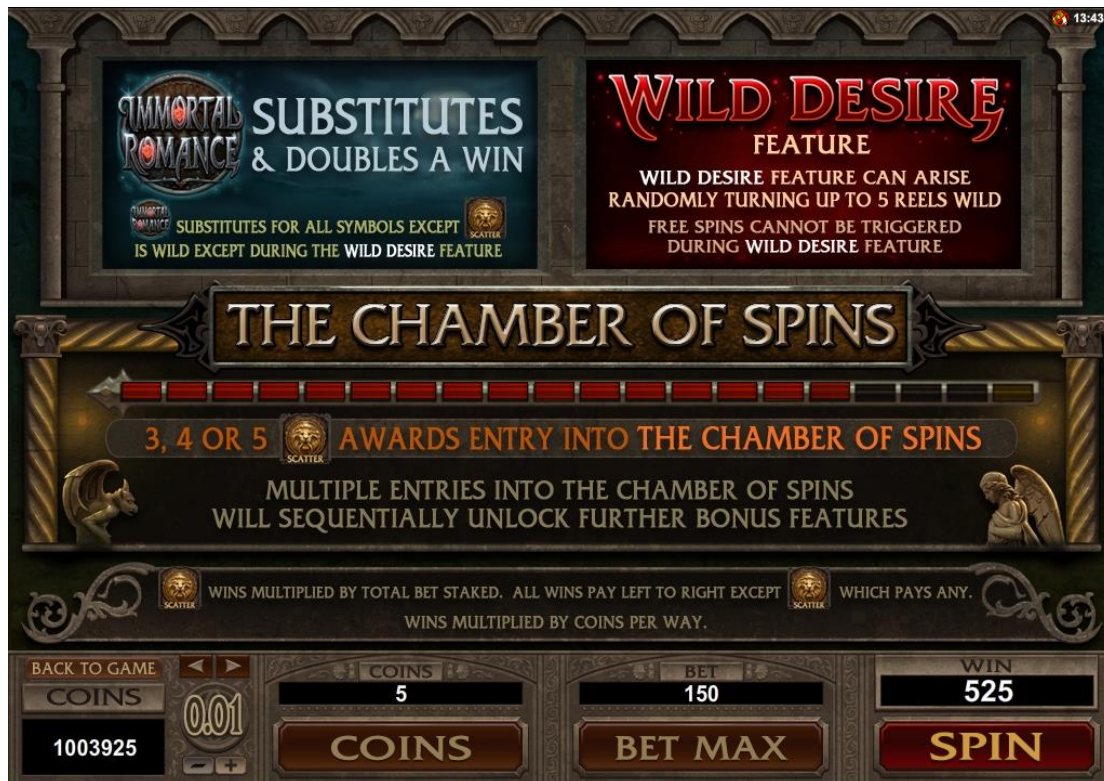 13:43
IMMORTAL
ROMANCE
SUBSTITUTES
& DOUBLES A WIN
IMMORTAL
ROMANCE
SUBSTITUTES FOR ALL SYMBOLS EXCEPT
SCATTER
IS WILD EXCEPT DURING THE WILD DESIRE FEATURE
WILD DESIRE
FEATURE
WILD DESIRE FEATURE CAN ARISE
RANDOMLY TURNING UP TO 5 REELS WILD
FREE SPINS CANNOT BE TRIGGERED
DURING WILD DESIRE FEATURE
THE CHAMBER OF SPINS
3, 4 OR 5 SCATTER AWARDS ENTRY INTO THE CHAMBER OF SPINS
MULTIPLE ENTRIES INTO THE CHAMBER OF SPINS
WILL SEQUENTIALLY UNLOCK FURTHER BONUS FEATURES
SCATTER WINS MULTIPLIED BY TOTAL BET STAKED. ALL WINS PAY LEFT TO RIGHT EXCEPT SCATTER WHICH PAYS ANY.
WINS MULTIPLIED BY COINS PER WAY.
BACK TO GAME
COINS
1003925
0.01
COINS
5
COINS
BET
150
BET MAX
WIN
525
SPIN